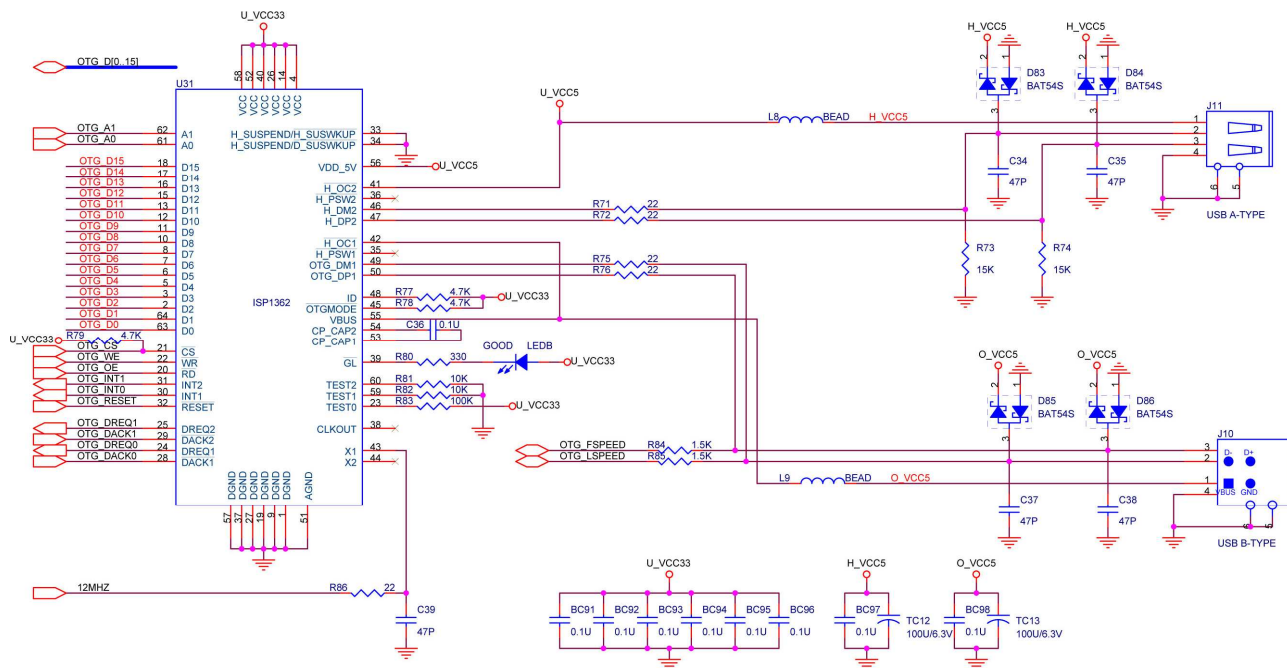 U_VCC33
OTG_D[0..15]
U31
58 52 40 26 14 4
VCC VCC VCC VCC VCC VCC
OTG_A1 62 A1
OTG_A0 61 A0
OTG_D15 18 D15
OTG_D14 17 D14
OTG_D13 16 D13
OTG_D12 15 D12
OTG_D11 13 D11
OTG_D10 12 D10
OTG_D9 11 D9
OTG_D8 10 D8
OTG_D7 8 D7
OTG_D6 7 D6
OTG_D5 6 D5
OTG_D4 5 D4
OTG_D3 3 D3
OTG_D2 2 D2
OTG_D1 64 D1
OTG_D0 63 D0
U_VCC33 R79 4.7K
OTG_CS 21 CS
OTG_WE 22 WR
OTG_OE 20 RD
OTG_INT1 31 INT2
OTG_INT0 30 INT1
OTG_RESET 32 RESET
OTG_DREQ1 25 DREQ2
OTG_DACK1 29 DACK2
OTG_DREQ0 24 DREQ1
OTG_DACK0 28 DACK1
ISP1362
H_SUSPEND/H_SUSWKUP 33
H_SUSPEND/D_SUSWKUP 34
VDD_5V 56 U_VCC5
H_OC2 41
H_PSW2 36
H_DM2 46 R71 22
H_DP2 47 R72 22
H_OC1 42
H_PSW1 35
OTG_DM1 49 R75 22
OTG_DP1 50 R76 22
ID 48 R77 4.7K U_VCC33
OTGMODE 45 R78 4.7K
VBUS 55
CP_CAP2 54 C36 0.1U
CP_CAP1 53
GL 39 R80 330 GOOD LEDB U_VCC33
TEST2 60 R81 10K
TEST1 59 R82 10K
TEST0 23 R83 100K U_VCC33
CLKOUT 38
X1 43
X2 44
DGND DGND DGND DGND DGND DGND AGND
57 37 27 19 9 1 51
12MHZ R86 22
C39
47P
U_VCC5
L8 BEAD H_VCC5
H_VCC5 H_VCC5
2 1 2 1
D83
BAT54S
3
D84
BAT54S
3
J11
1
2
3
4
6 5
USB A-TYPE
C34
47P
C35
47P
R73
15K
R74
15K
O_VCC5 O_VCC5
2 1 2 1
D85
BAT54S
3
D86
BAT54S
3
OTG_FSPEED R84 1.5K
OTG_LSPEED R85 1.5K
L9 BEAD O_VCC5
J10
3 D- D+
2
1 VBUS GND
4
6 5
USB B-TYPE
C37
47P
C38
47P
U_VCC33
BC91 BC92 BC93 BC94 BC95 BC96
0.1U 0.1U 0.1U 0.1U 0.1U 0.1U
H_VCC5
BC97 TC12
0.1U 100U/6.3V
O_VCC5
BC98 TC13
0.1U 100U/6.3V